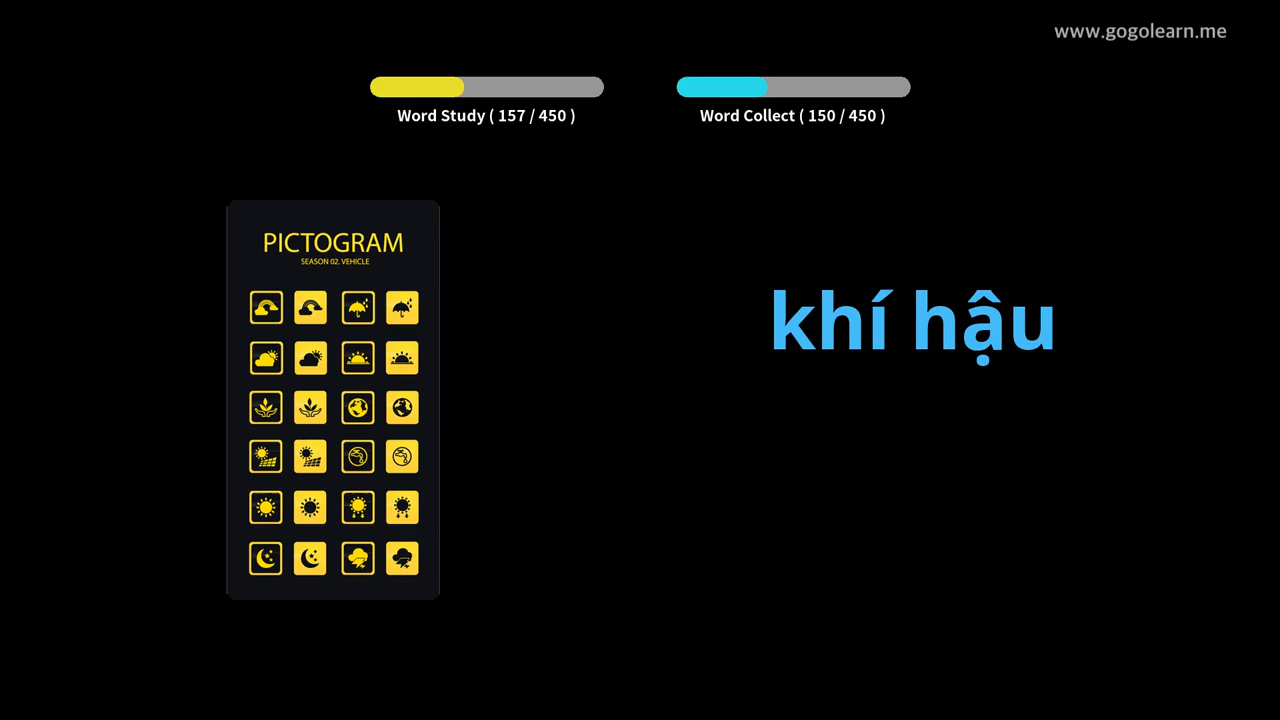 www.gogolearn.me
Word Study ( 157 / 450 )
Word Collect ( 150 / 450 )
PICTOGRAM
SEASON 02. VEHICLE
khí hậu